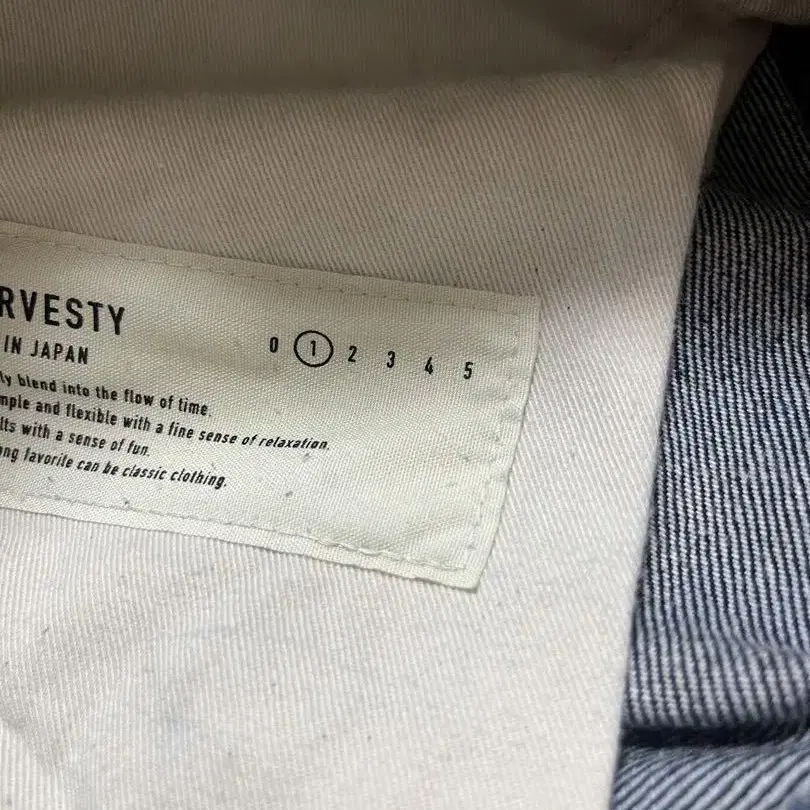 RVESTY
IN JAPAN
0 1 2 3 4 5
ly blend into the flow of time.
mple and flexible with a fine sense of relaxation.
lts with a sense of fun.
ng favorite can be classic clothing.